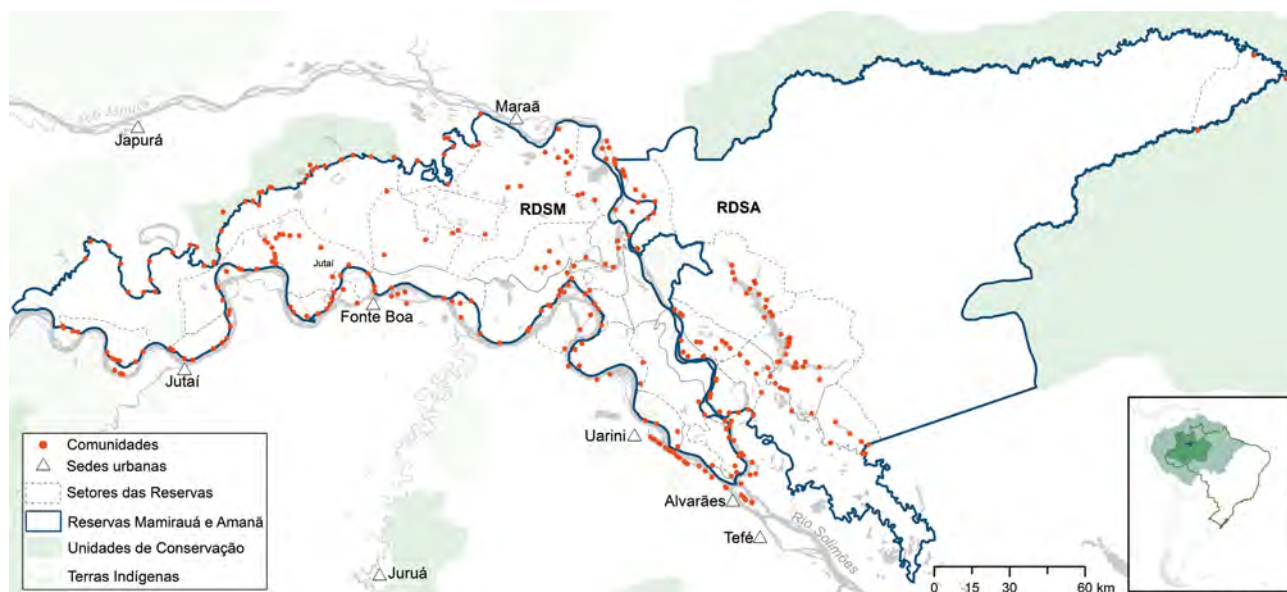 Maraã
Rio Japurá
Japurá
RDSM
RDSA
Jutaí
Fonte Boa
Jutaí
Uarini
Alvarães
Rio Solimões
Tefé
Juruá
Comunidades
Sedes urbanas
Setores das Reservas
Reservas Mamirauá e Amanã
Unidades de Conservação
Terras Indígenas
0 15 30 60 km